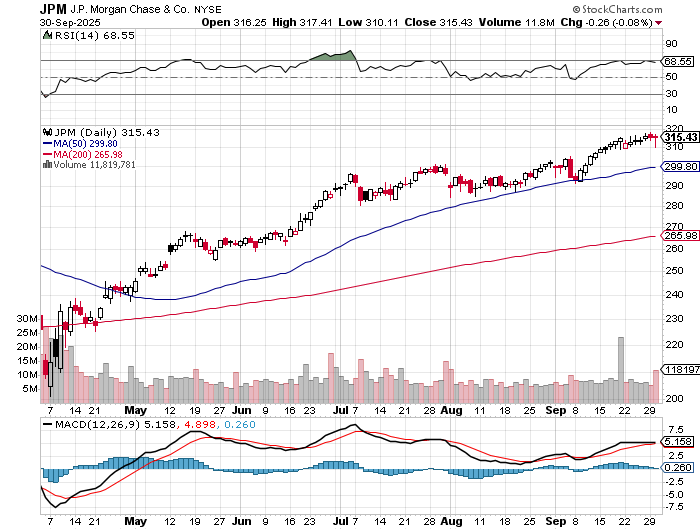 JPM J.P. Morgan Chase & Co. NYSE © StockCharts.com
30-Sep-2025 Open 316.25 High 317.41 Low 310.11 Close 315.43 Volume 11.8M Chg -0.26 (-0.08%)
RSI(14) 68.55
90
70
68.55
50
30
10
JPM (Daily) 315.43
MA(50) 299.80
MA(200) 265.98
Volume 11,819,781
320
315.43
310
299.80
290
280
270
265.98
260
250
240
230
220
11819781
200
30M
25M
20M
15M
10M
5M
7 14 21 May 12 19 27 Jun 9 16 23 Jul 7 14 21 28 Aug 11 18 25 Sep 8 15 22 29
MACD(12,26,9) 5.158, 4.898, 0.260
7.5
5.158
2.5
0.260
-2.5
-5.0
-7.5
7 14 21 May 12 19 27 Jun 9 16 23 Jul 7 14 21 28 Aug 11 18 25 Sep 8 15 22 29